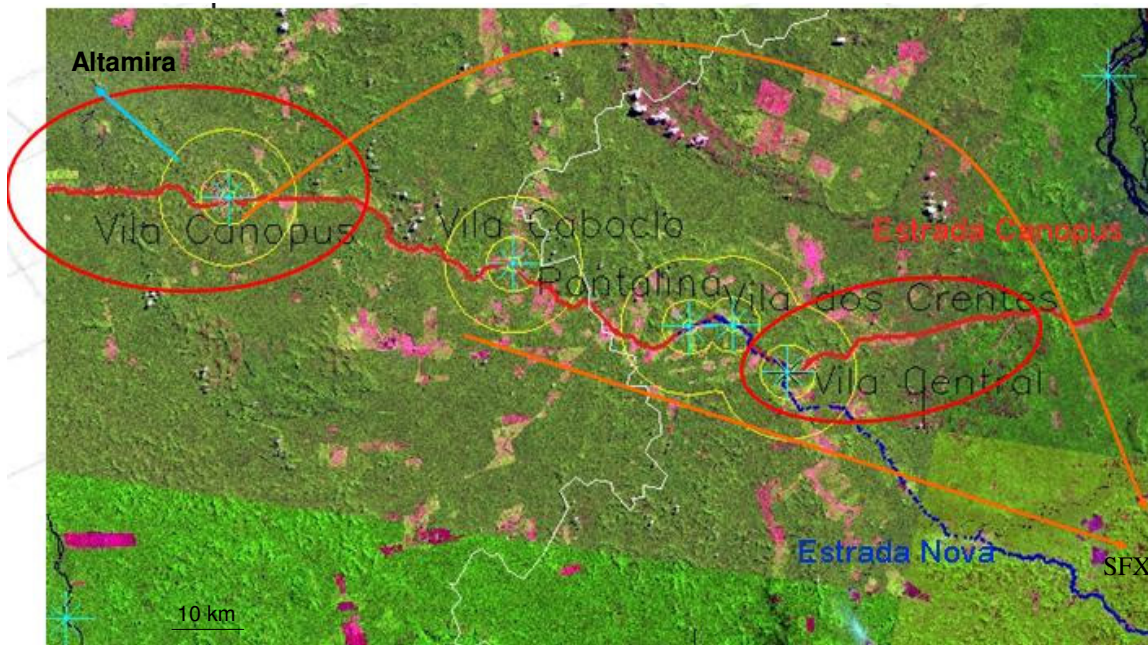 Altamira
Vila Canopus
Vila Caboclo
Estrada Canopus
Pontalina
Vila dos Crentes
Vila Central
Estrada Nova
SFX
10 km